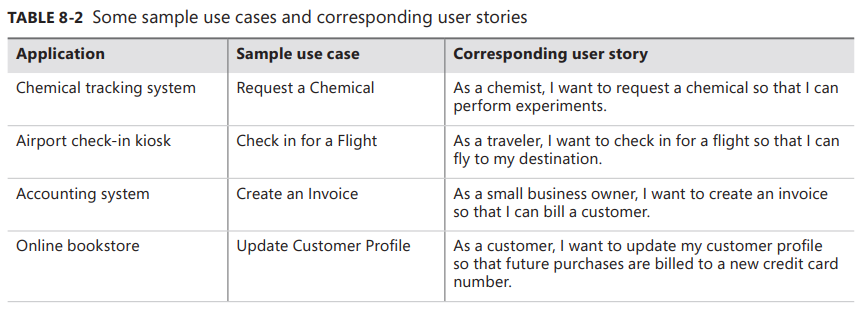 TABLE 8-2 Some sample use cases and corresponding user stories
Application Sample use case Corresponding user story
Chemical tracking system Request a Chemical As a chemist, I want to request a chemical so that I can
perform experiments.
Airport check-in kiosk Check in for a Flight As a traveler, I want to check in for a flight so that I can
fly to my destination.
Accounting system Create an Invoice As a small business owner, I want to create an invoice
so that I can bill a customer.
Online bookstore Update Customer Profile As a customer, I want to update my customer profile
so that future purchases are billed to a new credit card
number.